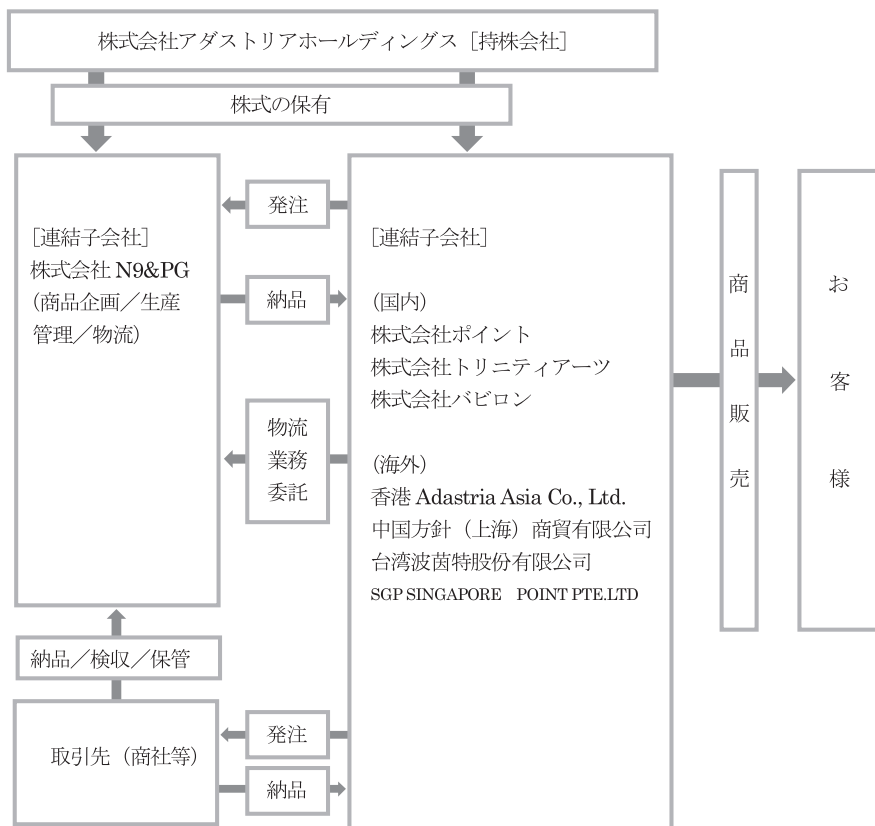 株式会社アダストリアホールディングス［持株会社］
株式の保有
［連結子会社］
株式会社 N9&PG
（商品企画／生産
管理／物流）
発注
納品
物流
業務
委託
［連結子会社］
（国内）
株式会社ポイント
株式会社トリニティアーツ
株式会社バビロン
（海外）
香港 Adastria Asia Co., Ltd.
中国方針（上海）商貿有限公司
台湾波茵特股份有限公司
SGP SINGAPORE　POINT PTE.LTD
商品販売
お客様
納品／検収／保管
取引先（商社等）
発注
納品